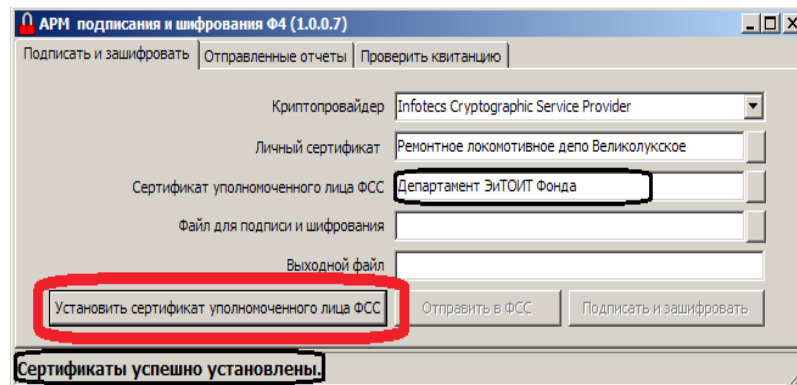 АРМ подписания и шифрования Ф4 (1.0.0.7)
Подписать и зашифровать Отправленные отчеты Проверить квитанцию
Криптопровайдер Infotecs Cryptographic Service Provider
Личный сертификат Ремонтное локомотивное депо Великолукское
Сертификат уполномоченного лица ФСС Департамент ЭиТОИТ Фонда
Файл для подписи и шифрования
Выходной файл
Установить сертификат уполномоченного лица ФСС Отправить в ФСС Подписать и зашифровать
Сертификаты успешно установлены.